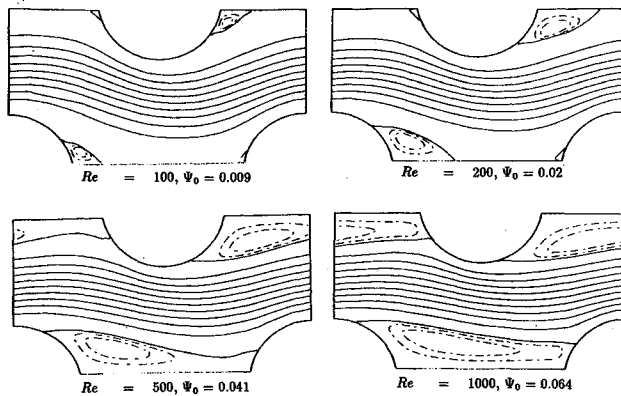 Re = 100, Ψ₀ = 0.009
Re = 200, Ψ₀ = 0.02
Re = 500, Ψ₀ = 0.041
Re = 1000, Ψ₀ = 0.064